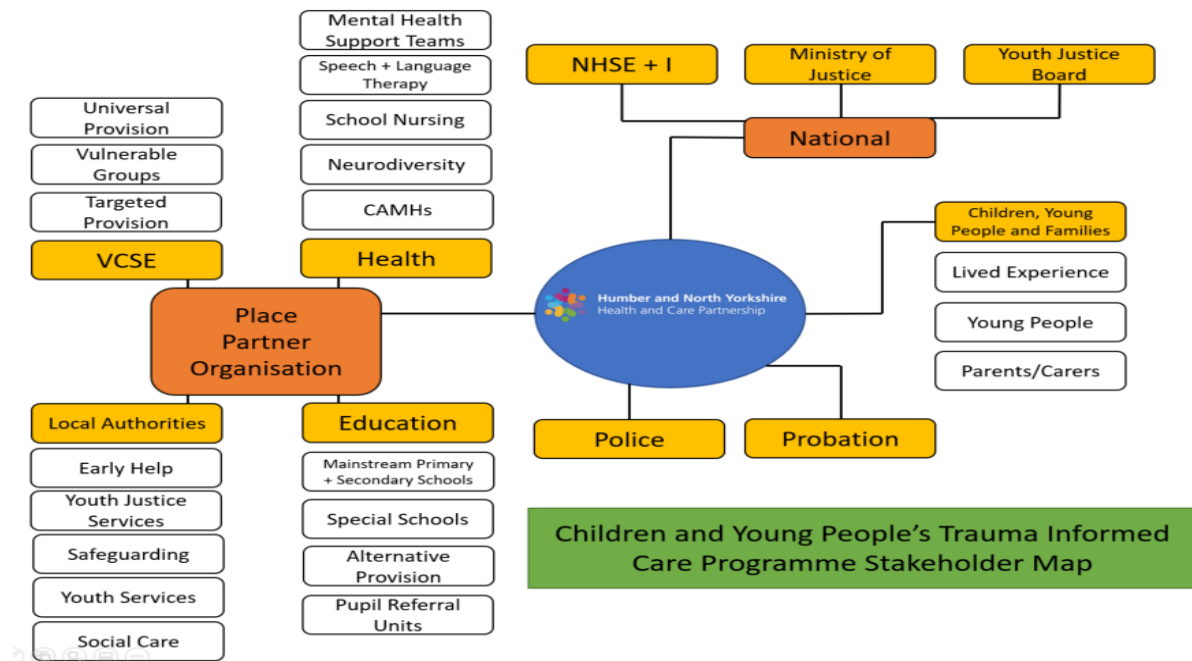 Mental Health
Support Teams
Speech + Language
Therapy
School Nursing
Neurodiversity
CAMHs
Health
Universal
Provision
Vulnerable
Groups
Targeted
Provision
VCSE
Place
Partner
Organisation
Local Authorities
Early Help
Youth Justice
Services
Safeguarding
Youth Services
Social Care
Education
Mainstream Primary
+ Secondary Schools
Special Schools
Alternative
Provision
Pupil Referral
Units
NHSE + I
Ministry of
Justice
Youth Justice
Board
National
Humber and North Yorkshire
Health and Care Partnership
Children, Young
People and Families
Lived Experience
Young People
Parents/Carers
Police
Probation
Children and Young People’s Trauma Informed
Care Programme Stakeholder Map